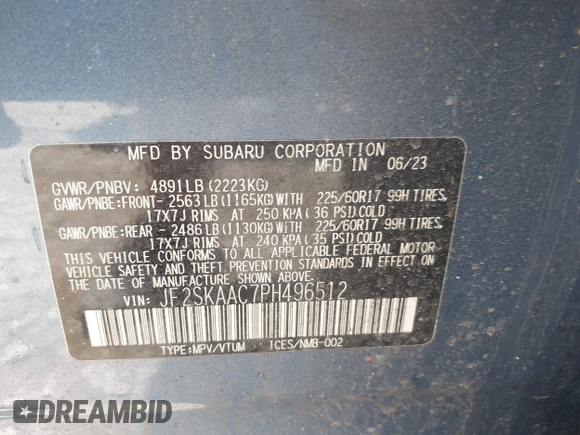 MFD BY SUBARU CORPORATION
MFD IN 06/23
GVWR/PNBV: 4891LB(2223KG)
GAWR/PNBE:FRONT- 2563LB(1165KG)WITH 225/60R17 99H TIRES,
17X7J RIMS AT 250 KPA(36 PSI)COLD
GAWR/PNBE:REAR - 2486LB(1130KG)WITH 225/60R17 99H TIRES,
17X7J RIMS AT 240 KPA(35 PSI)COLD
THIS VEHICLE CONFORMS TO ALL APPLICABLE FEDERAL MOTOR
VEHICLE SAFETY AND THEFT PREVENTION STANDARDS IN EFFECT ON
THE DATE OF MANUFACTURE SHOWN ABOVE.
VIN: JF2SKAAC7PH496512
TYPE:MPV/VTUM ICES/NMB-002
DREAMBID